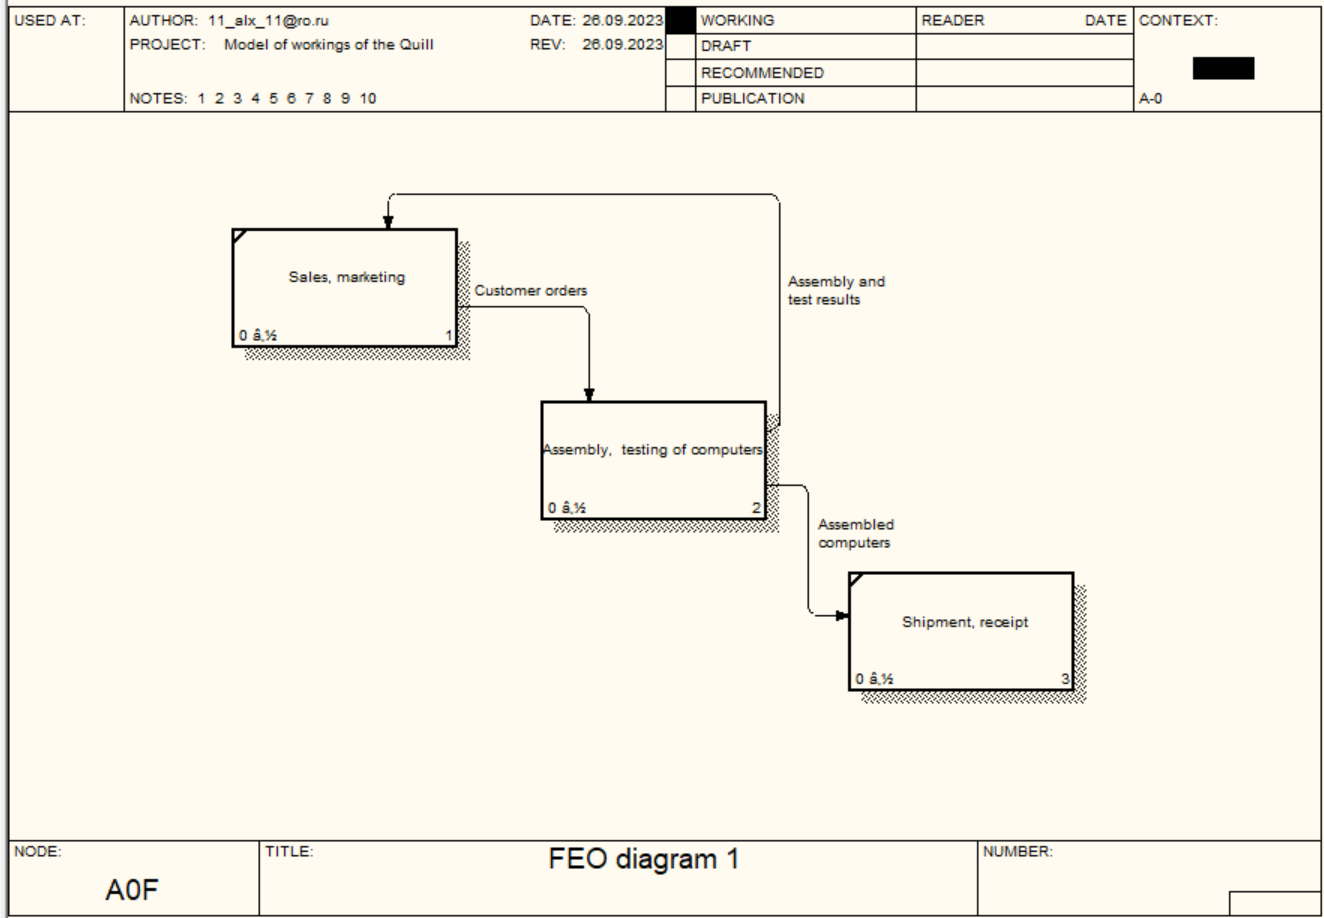 USED AT:
AUTHOR: 11_alx_11@ro.ru
DATE: 26.09.2023
PROJECT: Model of workings of the Quill
REV: 26.09.2023
NOTES: 1 2 3 4 5 6 7 8 9 10
WORKING
DRAFT
RECOMMENDED
PUBLICATION
READER DATE
CONTEXT:
A-0
Sales, marketing
0 â‚½ 1
Customer orders
Assembly and
test results
Assembly, testing of computers
0 â‚½ 2
Assembled
computers
Shipment, receipt
0 â‚½ 3
NODE:
A0F
TITLE:
FEO diagram 1
NUMBER: